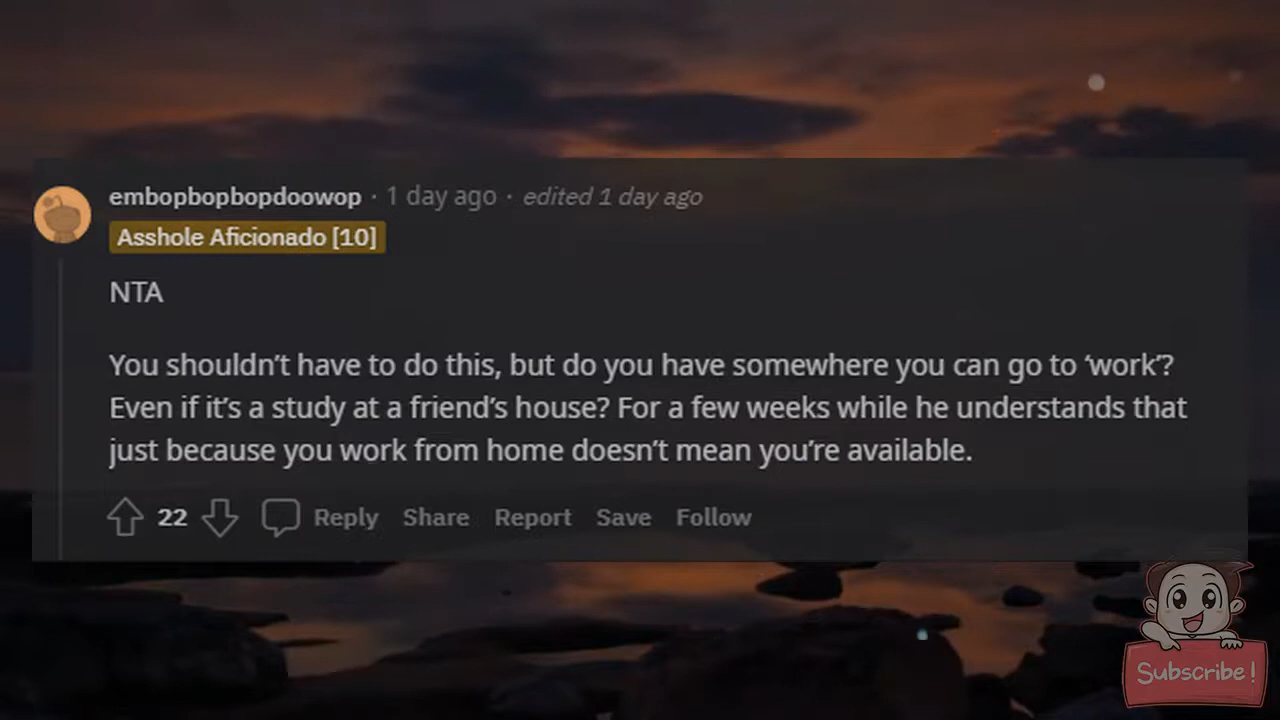 embopbopbopdoowop · 1 day ago · edited 1 day ago
Asshole Aficionado [10]
NTA
You shouldn’t have to do this, but do you have somewhere you can go to ‘work’?
Even if it’s a study at a friend’s house? For a few weeks while he understands that
just because you work from home doesn’t mean you’re available.
22 Reply Share Report Save Follow
Subscribe!